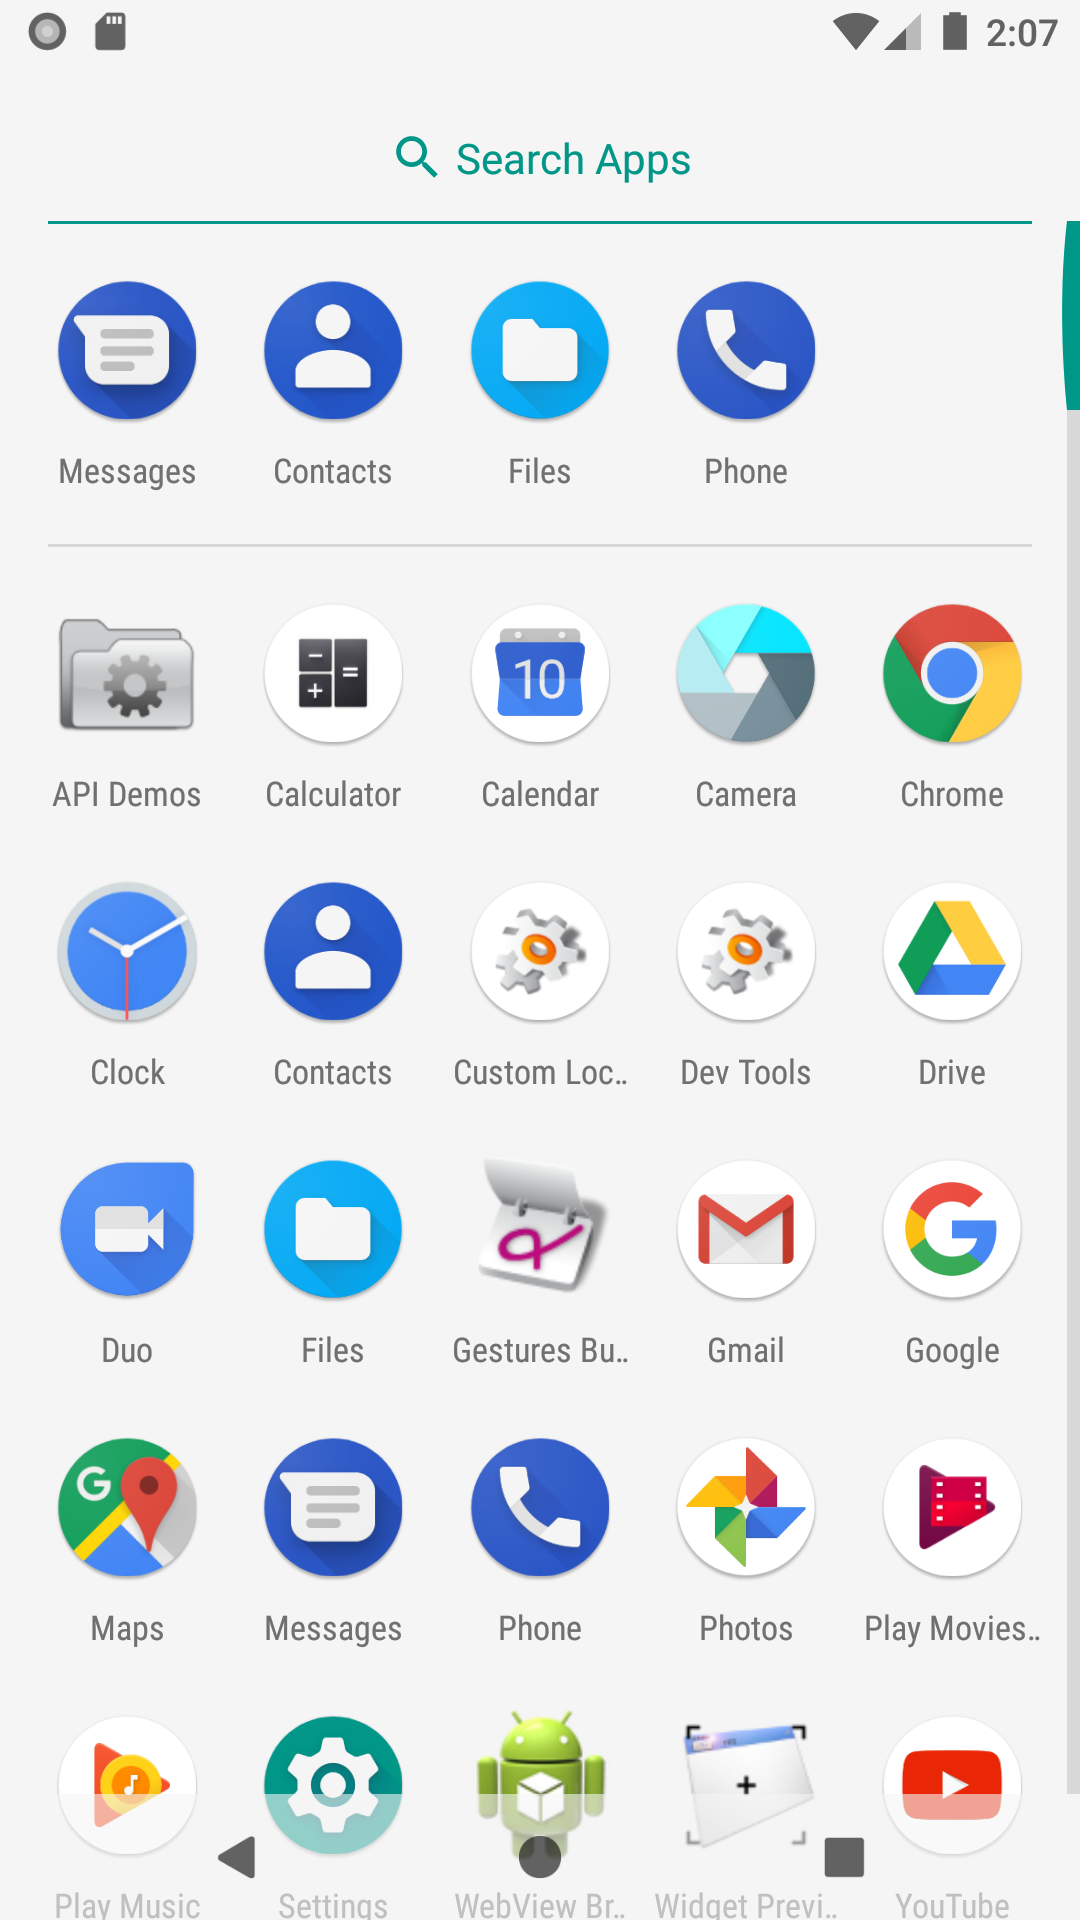 2:07
Search Apps
Messages Contacts Files Phone
10
API Demos Calculator Calendar Camera Chrome
Clock Contacts Custom Loc.. Dev Tools Drive
Duo Files Gestures Bu.. Gmail Google
Maps Messages Phone Photos Play Movies..
Play Music Settings WebView Br.. Widget Previ.. YouTube